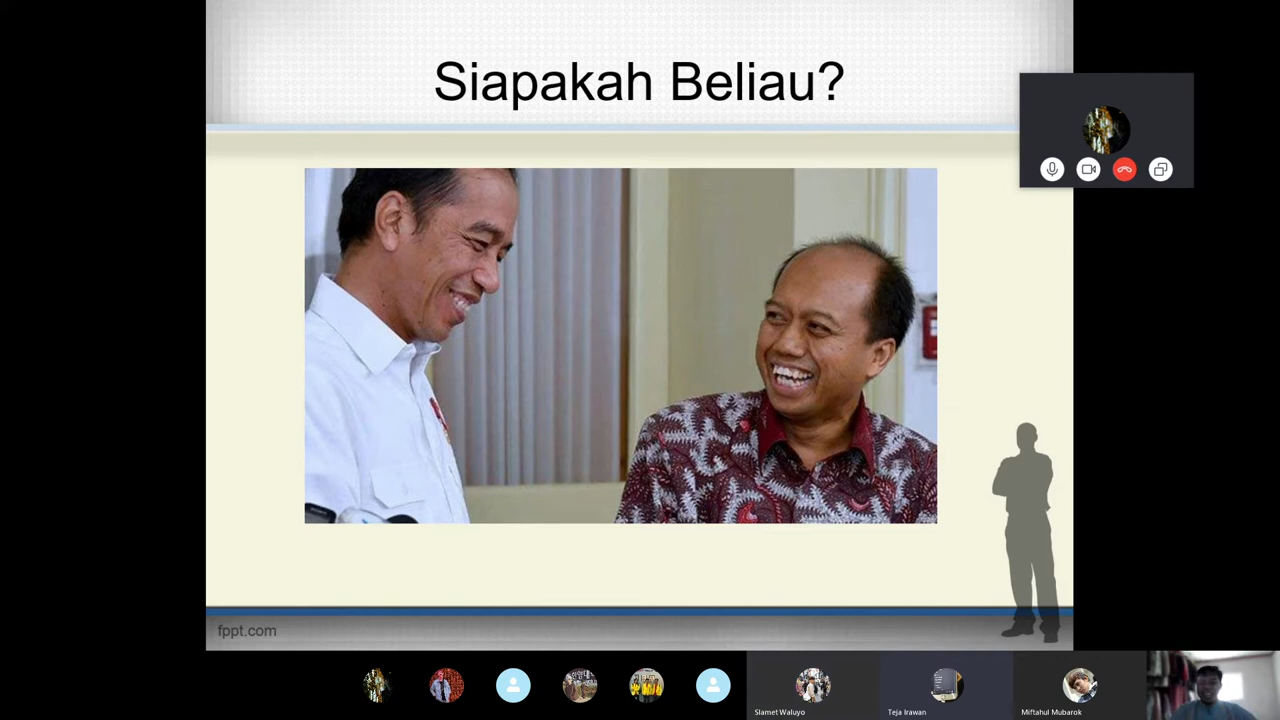 Siapakah Beliau?
fppt.com
Slamet Waluyo
Teja Irawan
Miftahul Mubarok